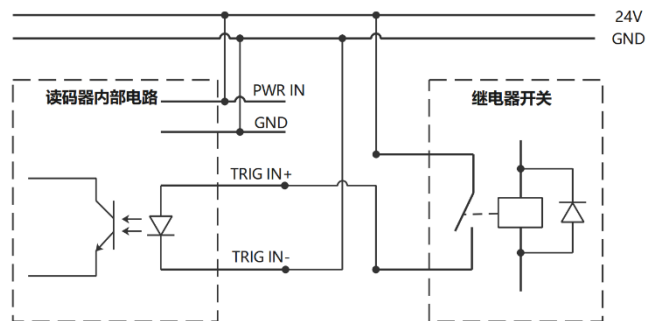 24V
GND
读码器内部电路
PWR IN
继电器开关
GND
TRIG IN+
TRIG IN-